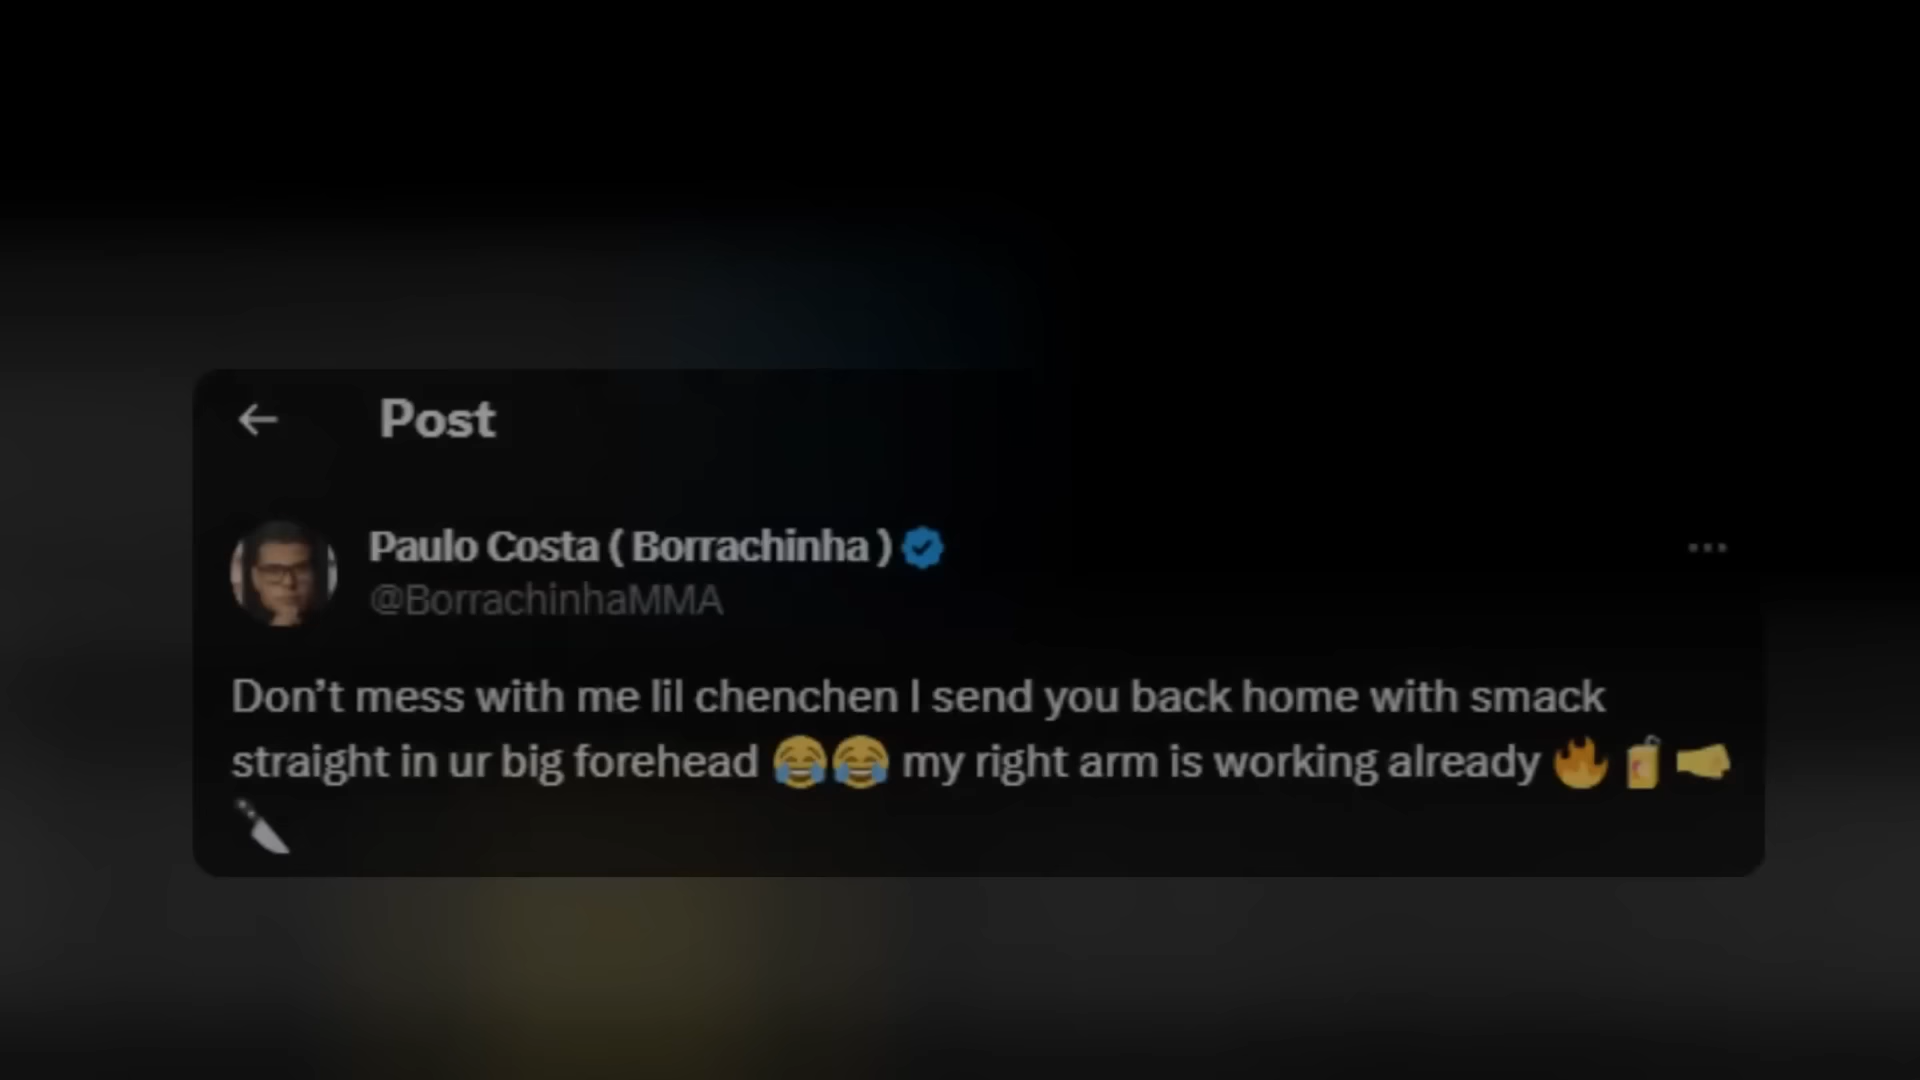 Post
Paulo Costa ( Borrachinha )
@BorrachinhaMMA
Don’t mess with me lil chenchen I send you back home with smack
straight in ur big forehead 😂😂 my right arm is working already 🔥 🧃 🤜
🔪